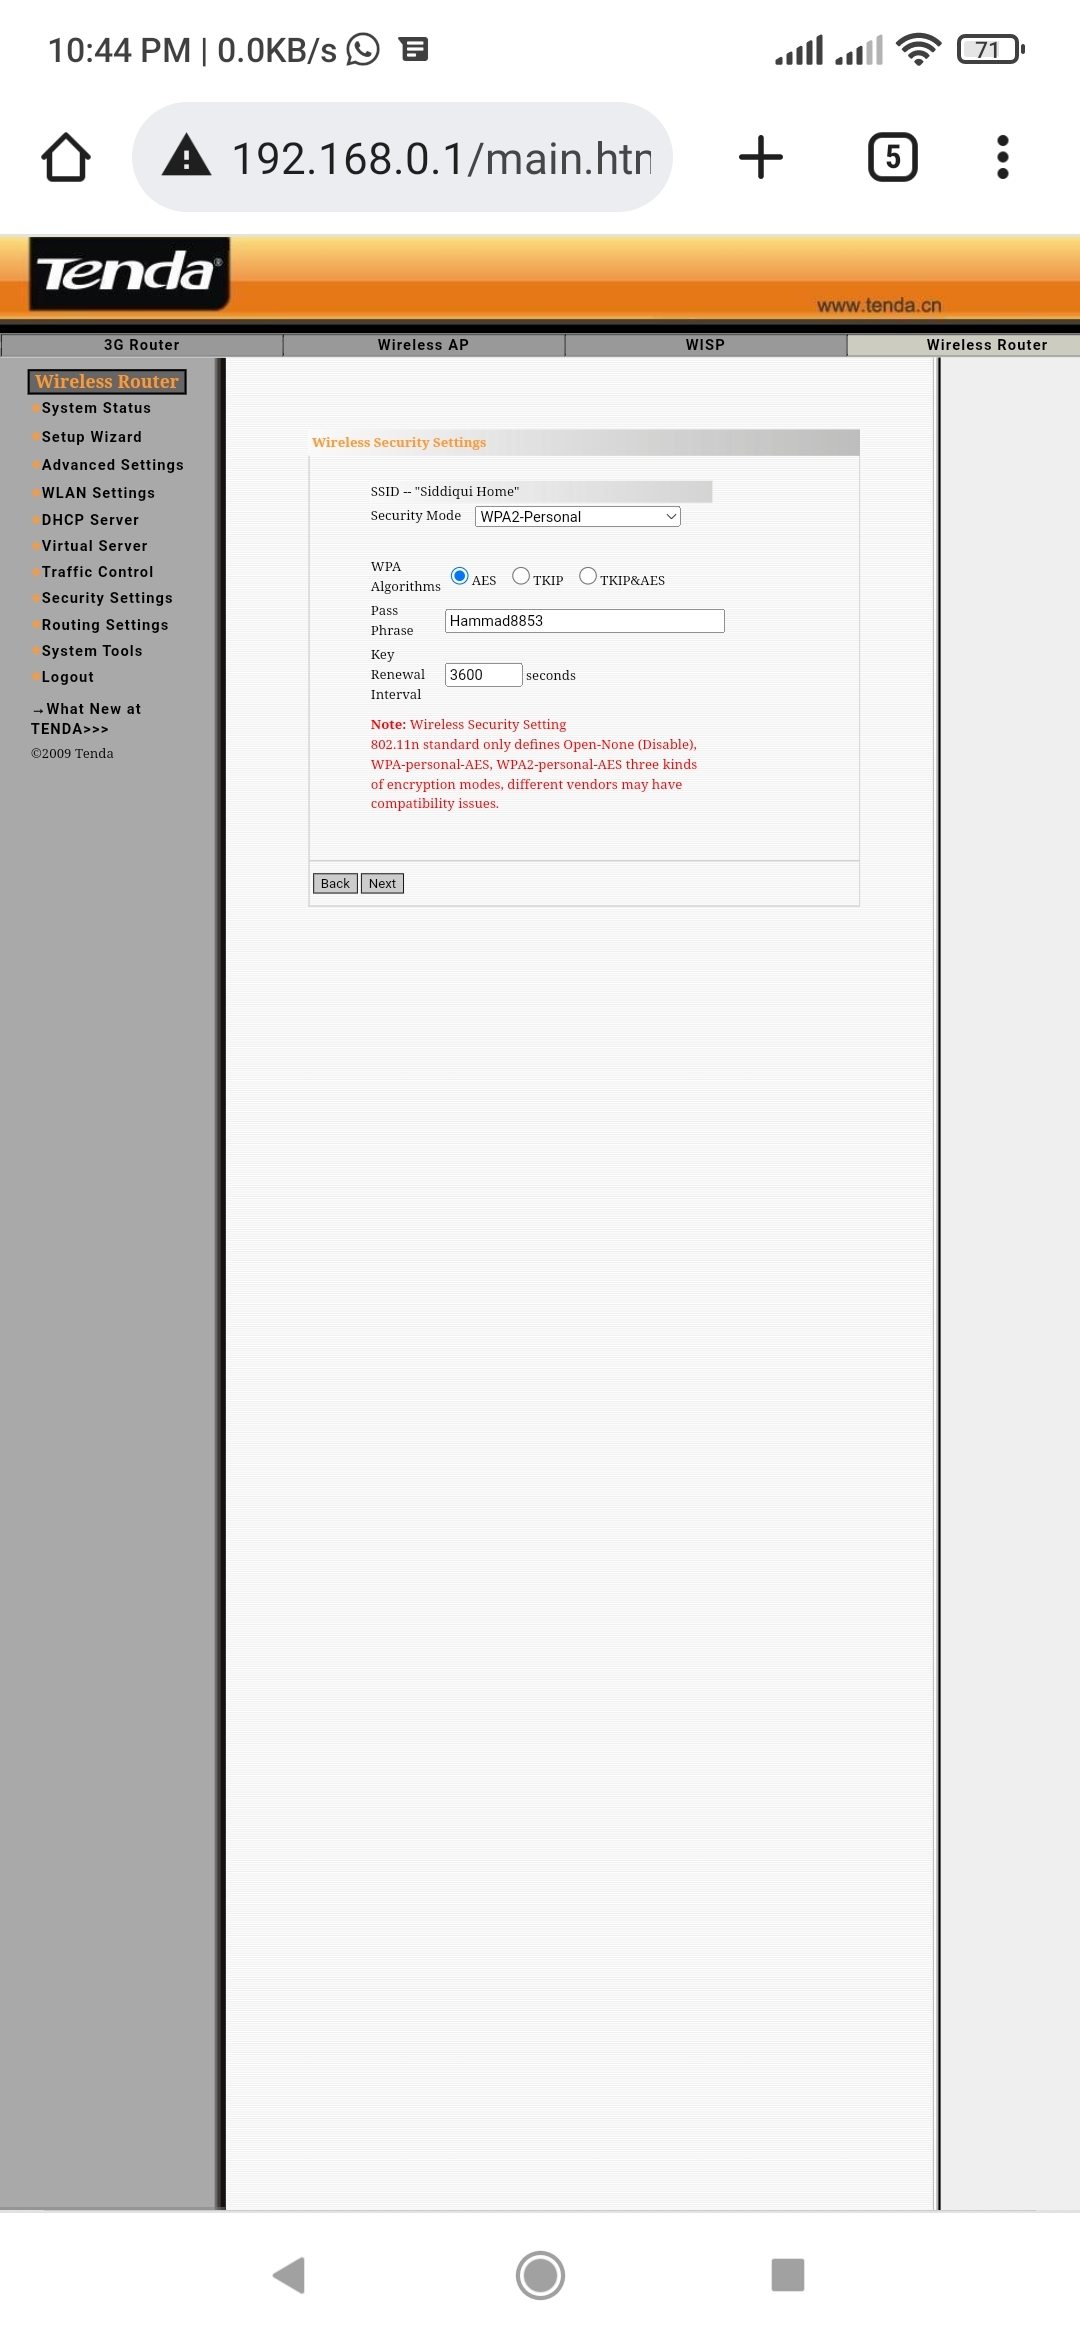 10:44 PM | 0.0KB/s
71
192.168.0.1/main.htm
5
Tenda®
www.tenda.cn
3G Router
Wireless AP
WISP
Wireless Router
Wireless Router
System Status
Setup Wizard
Advanced Settings
WLAN Settings
DHCP Server
Virtual Server
Traffic Control
Security Settings
Routing Settings
System Tools
Logout
→What New at
TENDA>>>
©2009 Tenda
Wireless Security Settings
SSID -- "Siddiqui Home"
Security Mode WPA2-Personal
WPA
Algorithms AES TKIP TKIP&AES
Pass
Phrase Hammad8853
Key
Renewal 3600 seconds
Interval
Note: Wireless Security Setting
802.11n standard only defines Open-None (Disable),
WPA-personal-AES, WPA2-personal-AES three kinds
of encryption modes, different vendors may have
compatibility issues.
Back Next